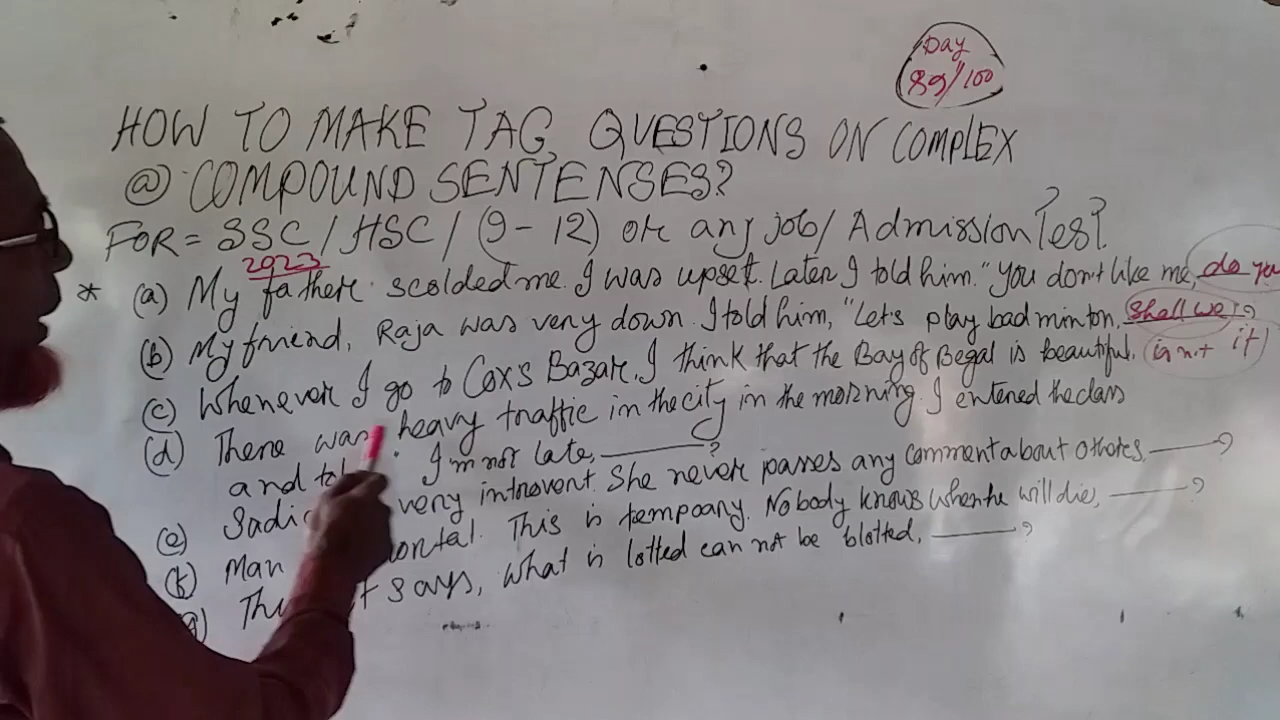 Day
89/100
HOW TO MAKE TAG QUESTIONS ON COMPLEX
@ COMPOUND SENTENSES?
FOR = SSC / HSC / (9-12) or any job/ Admission Test?
2023
* (a) My father scolded me. I was upset. Later I told him. "You don't like me, do you
(b) My friend, Raja was very down. I told him, "Let's play badminton, shall we?
(c) Whenever I go to Cox's Bazar, I think that the Bay of Begal is beautiful. isn't it
(d) There was heavy traffic in the city in the morning. I entered the class
and I'm not late, ______?
(e) very introvert. She never passes any comment about others, ______?
(f) Man This is tempoary. Nobody knows when he will die, ______?
says, what is lotted can not be blotted, ______?